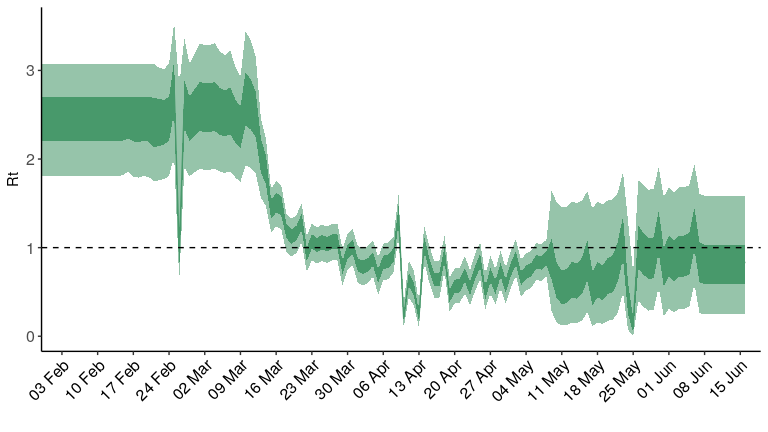 Rt
3
2
1
0
03 Feb
10 Feb
17 Feb
24 Feb
02 Mar
09 Mar
16 Mar
23 Mar
30 Mar
06 Apr
13 Apr
20 Apr
27 Apr
04 May
11 May
18 May
25 May
01 Jun
08 Jun
15 Jun